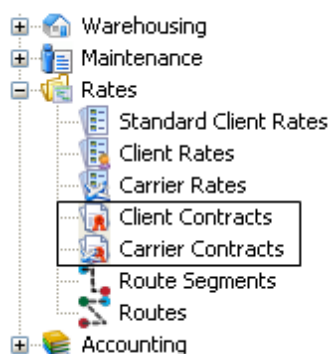 Warehousing
Maintenance
Rates
Standard Client Rates
Client Rates
Carrier Rates
Client Contracts
Carrier Contracts
Route Segments
Routes
Accounting